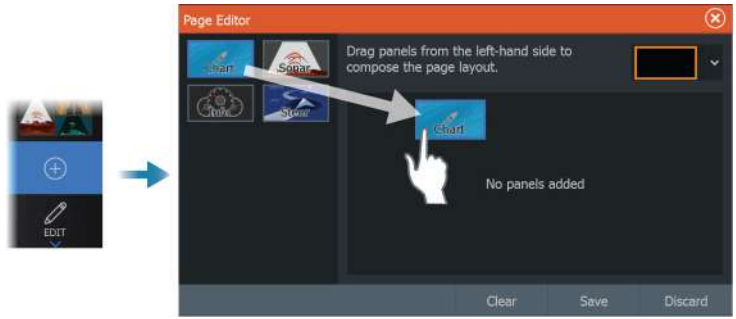 Page Editor
Chart
Sonar
Drag panels from the left-hand side to
compose the page layout.
Info
Steer
Chart
EDIT
No panels added
Clear
Save
Discard